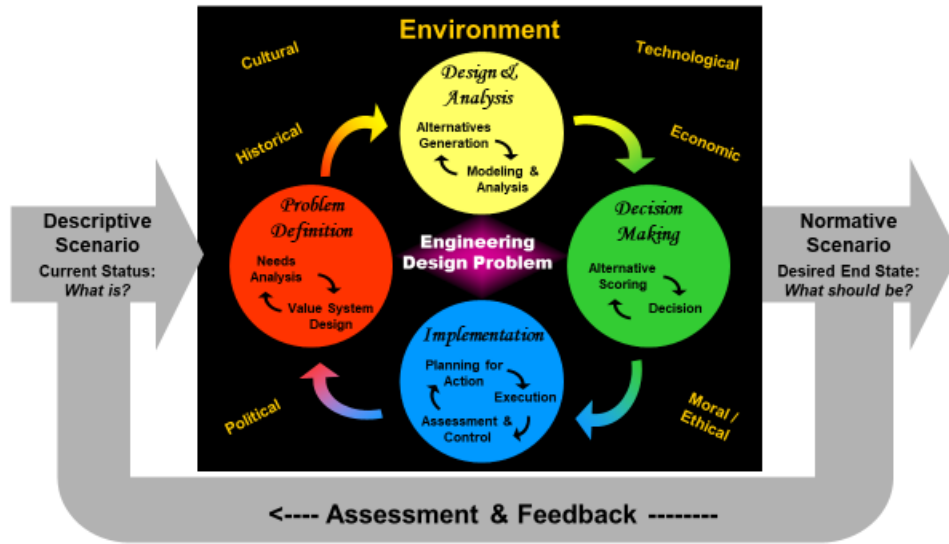 Environment
Cultural
Technological
Historical
Economic
Design &
Analysis
Alternatives
Generation
Modeling &
Analysis
Descriptive
Scenario
Current Status:
What is?
Problem
Definition
Needs
Analysis
Value System
Design
Engineering
Design Problem
Decision
Making
Alternative
Scoring
Decision
Normative
Scenario
Desired End State:
What should be?
Implementation
Planning for
Action
Execution
Assessment &
Control
Political
Moral /
Ethical
<---- Assessment & Feedback --------